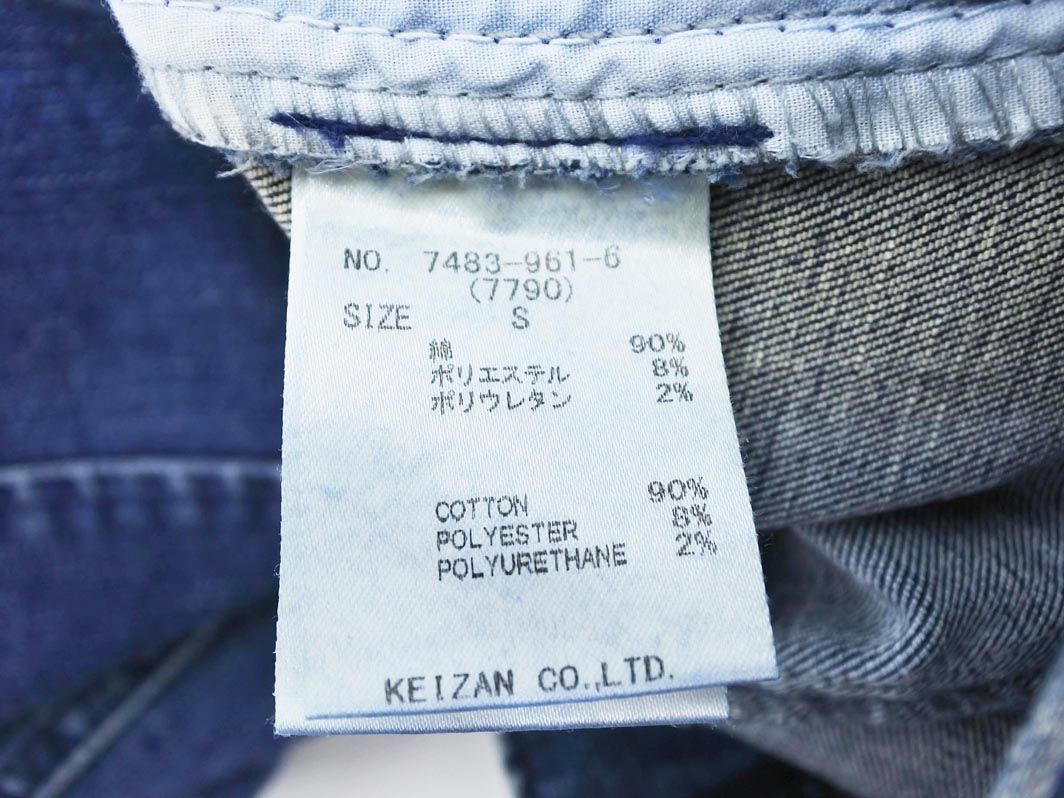 NO. 7483-961-6
(7790)
SIZE S
綿 90%
ポリエステル 8%
ポリウレタン 2%
COTTON 90%
POLYESTER 8%
POLYURETHANE 2%
KEIZAN CO.,LTD.